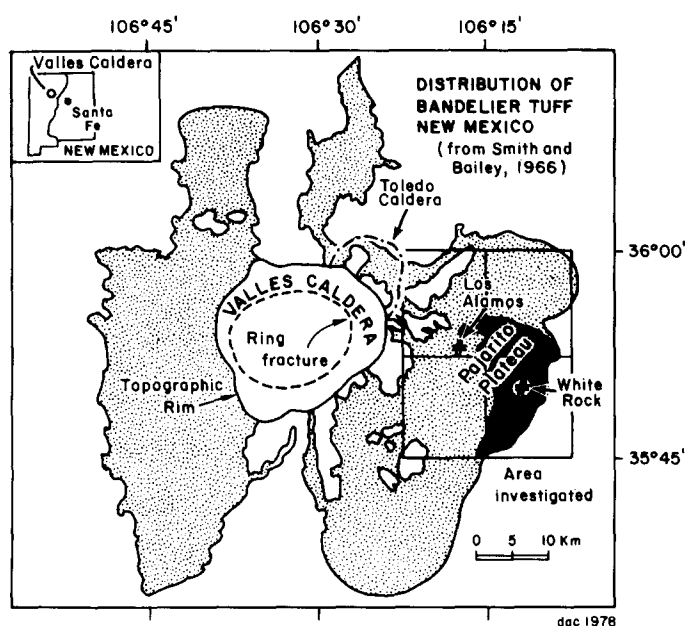 106°45'
106°30'
106°15'
Valles Caldera
Santa
Fe
NEW MEXICO
DISTRIBUTION OF
BANDELIER TUFF
NEW MEXICO
(from Smith and
Bailey, 1966)
Toledo
Caldera
36°00'
VALLES CALDERA
Los
Alamos
Ring
fracture
Pajarito
Plateau
Topographic
Rim
White
Rock
35°45'
Area
investigated
0 5 10 Km
dac 1978